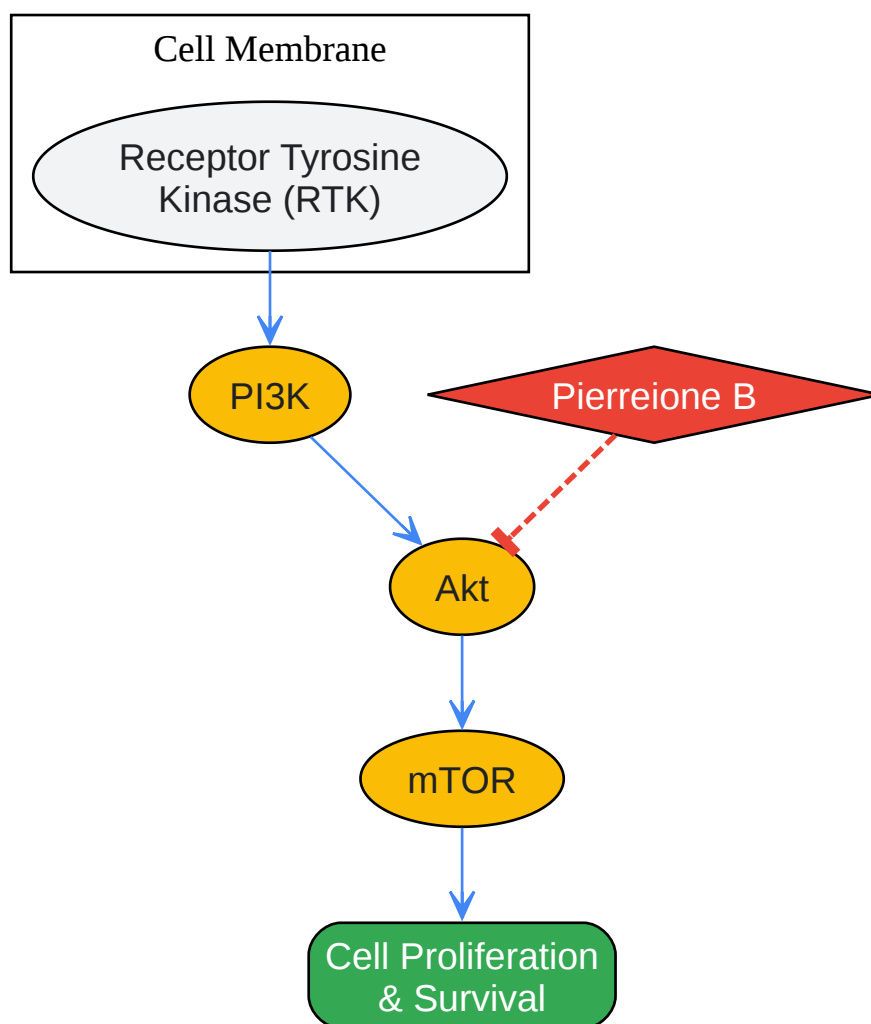 Cell Membrane
Receptor Tyrosine
Kinase (RTK)
PI3K
Pierreione B
Akt
mTOR
Cell Proliferation
& Survival